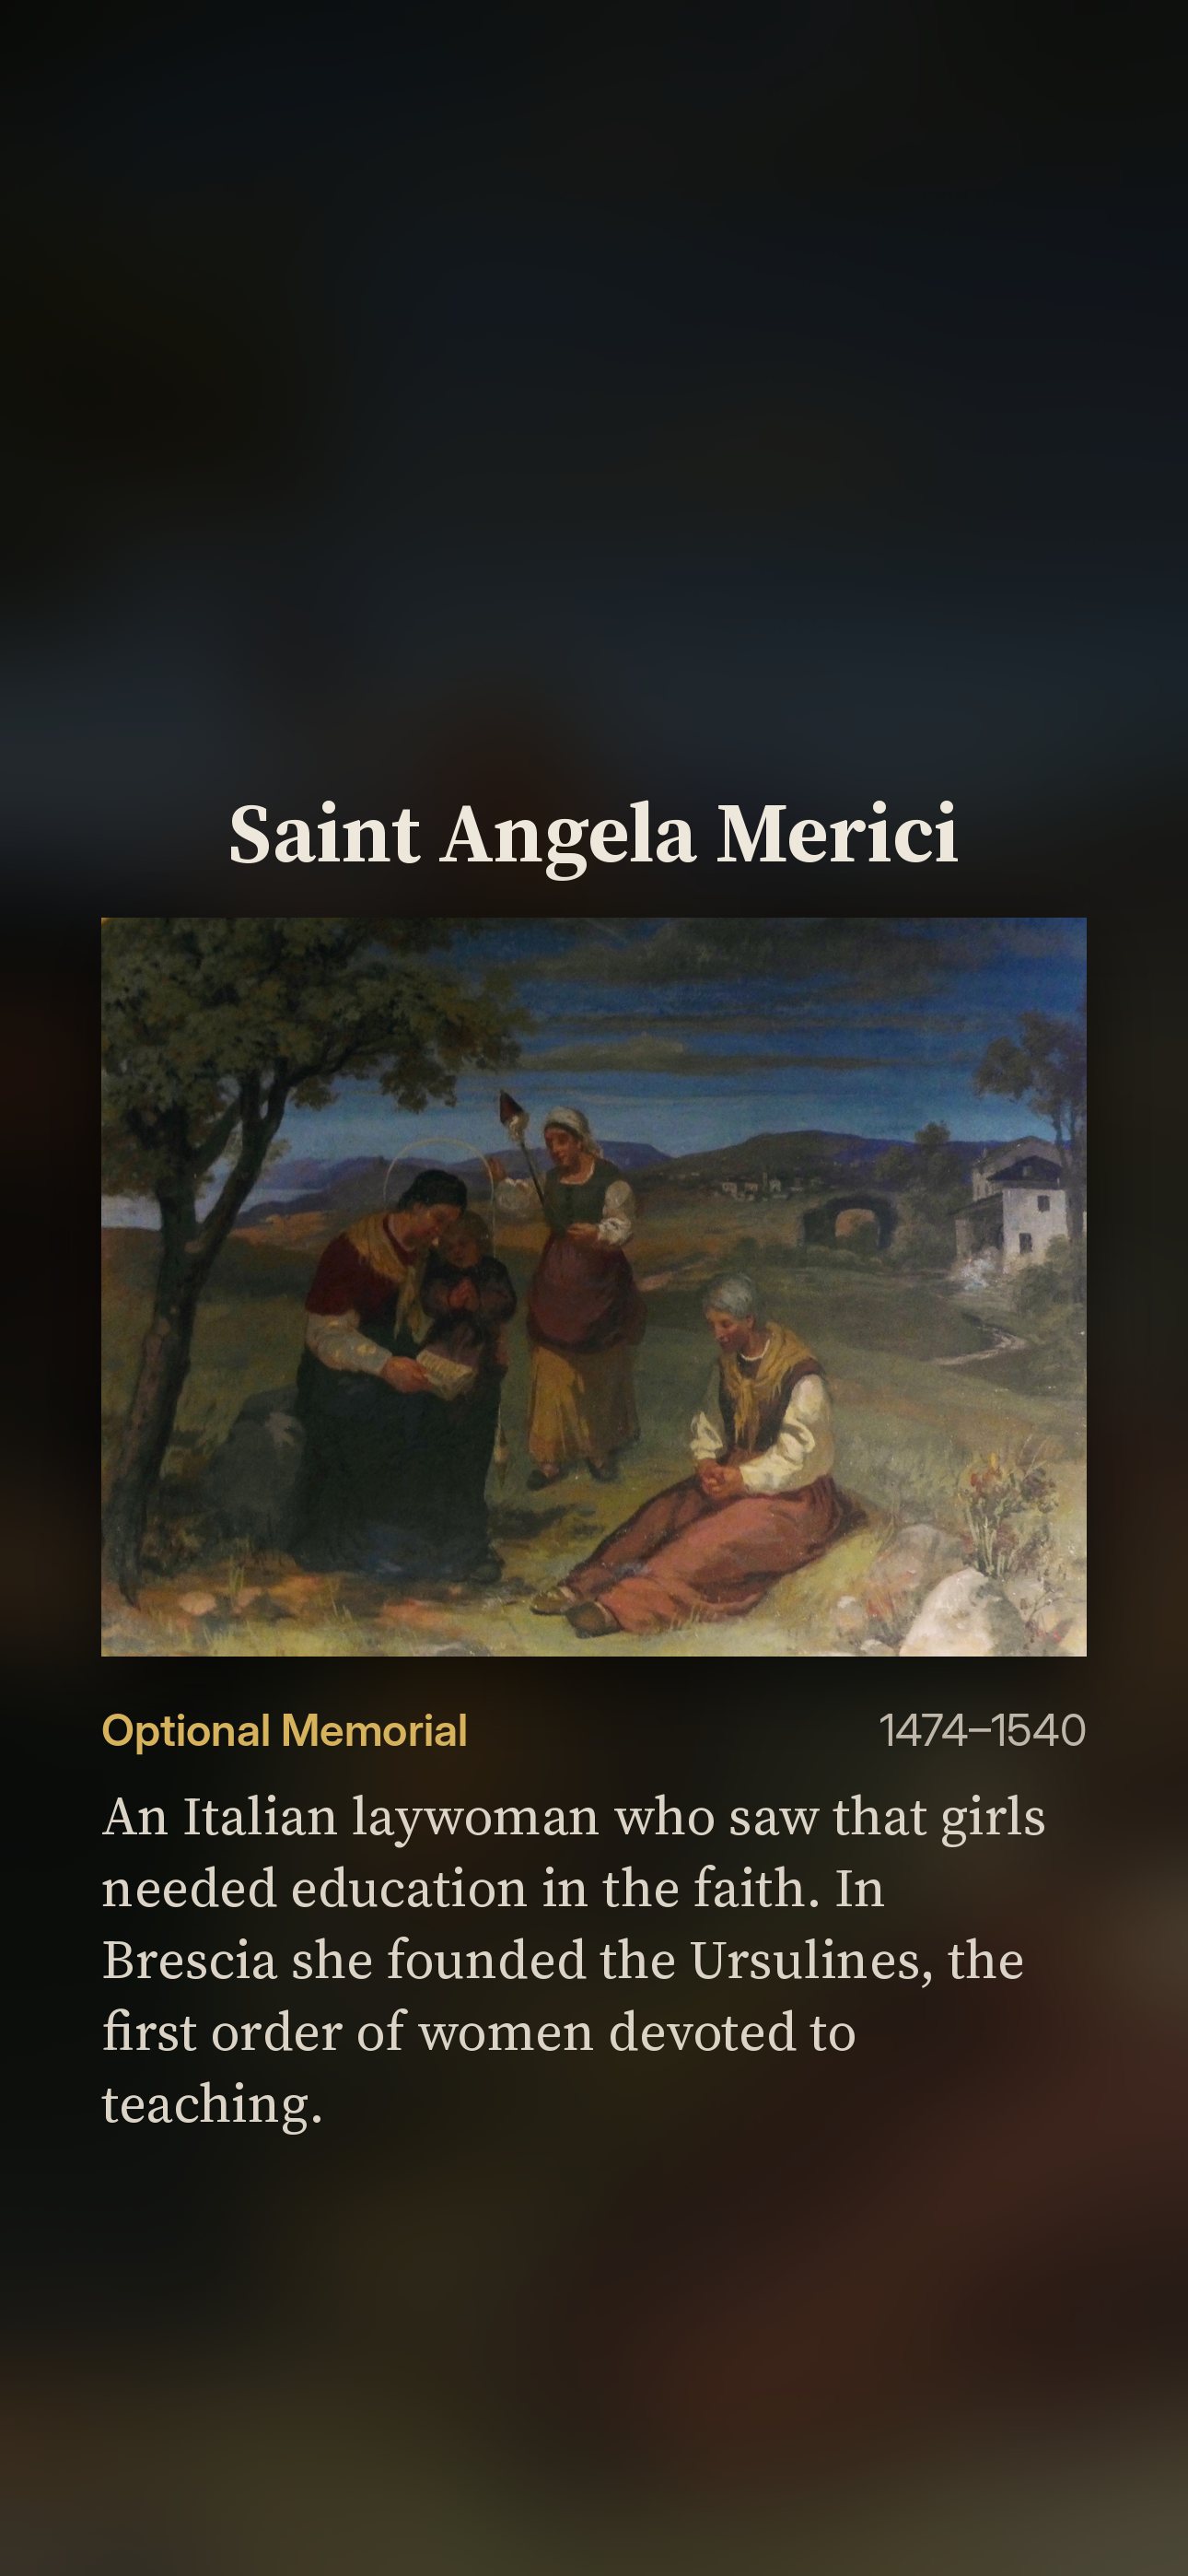 Saint Angela Merici
Optional Memorial
1474–1540
An Italian laywoman who saw that girls
needed education in the faith. In
Brescia she founded the Ursulines, the
first order of women devoted to
teaching.